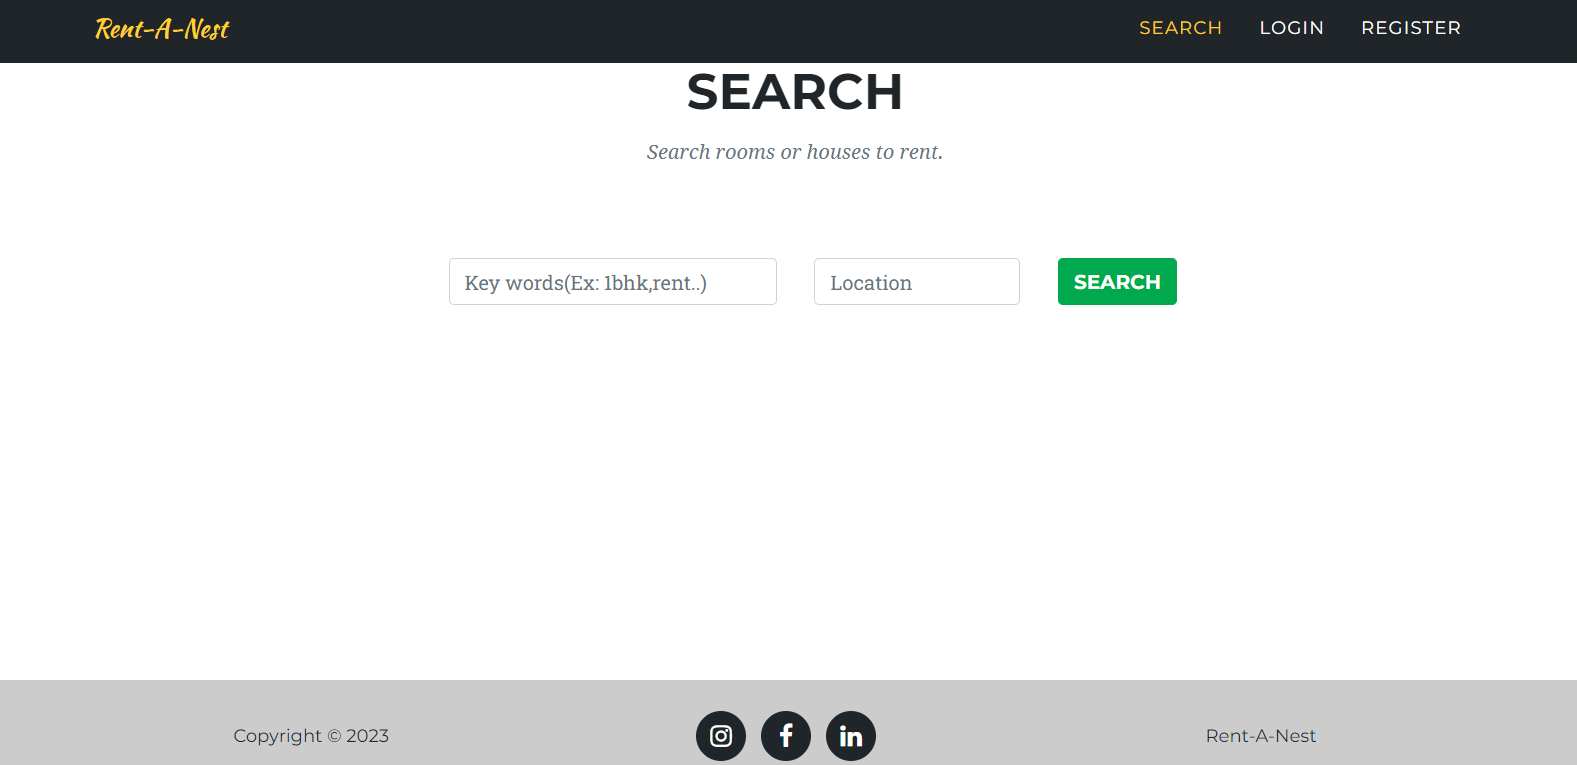 Rent-A-Nest SEARCH LOGIN REGISTER
SEARCH
Search rooms or houses to rent.
Key words(Ex: 1bhk,rent..) Location SEARCH
Copyright © 2023 Rent-A-Nest